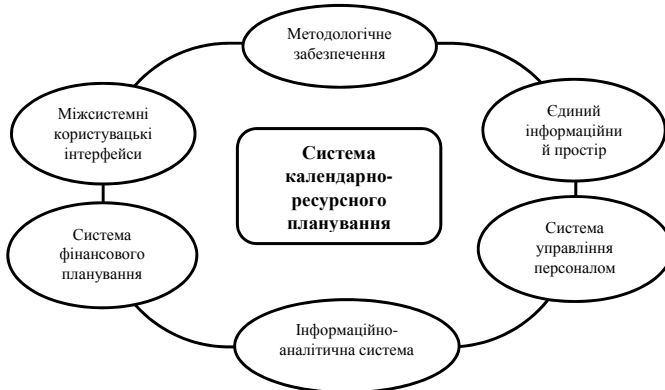 Методологічне
забезпечення
Міжсистемні
користувацькі
інтерфейси
Єдиний
інформаційни
й простір
Система
календарно-
ресурсного
планування
Система
фінансового
планування
Система
управління
персоналом
Інформаційно-
аналітична система